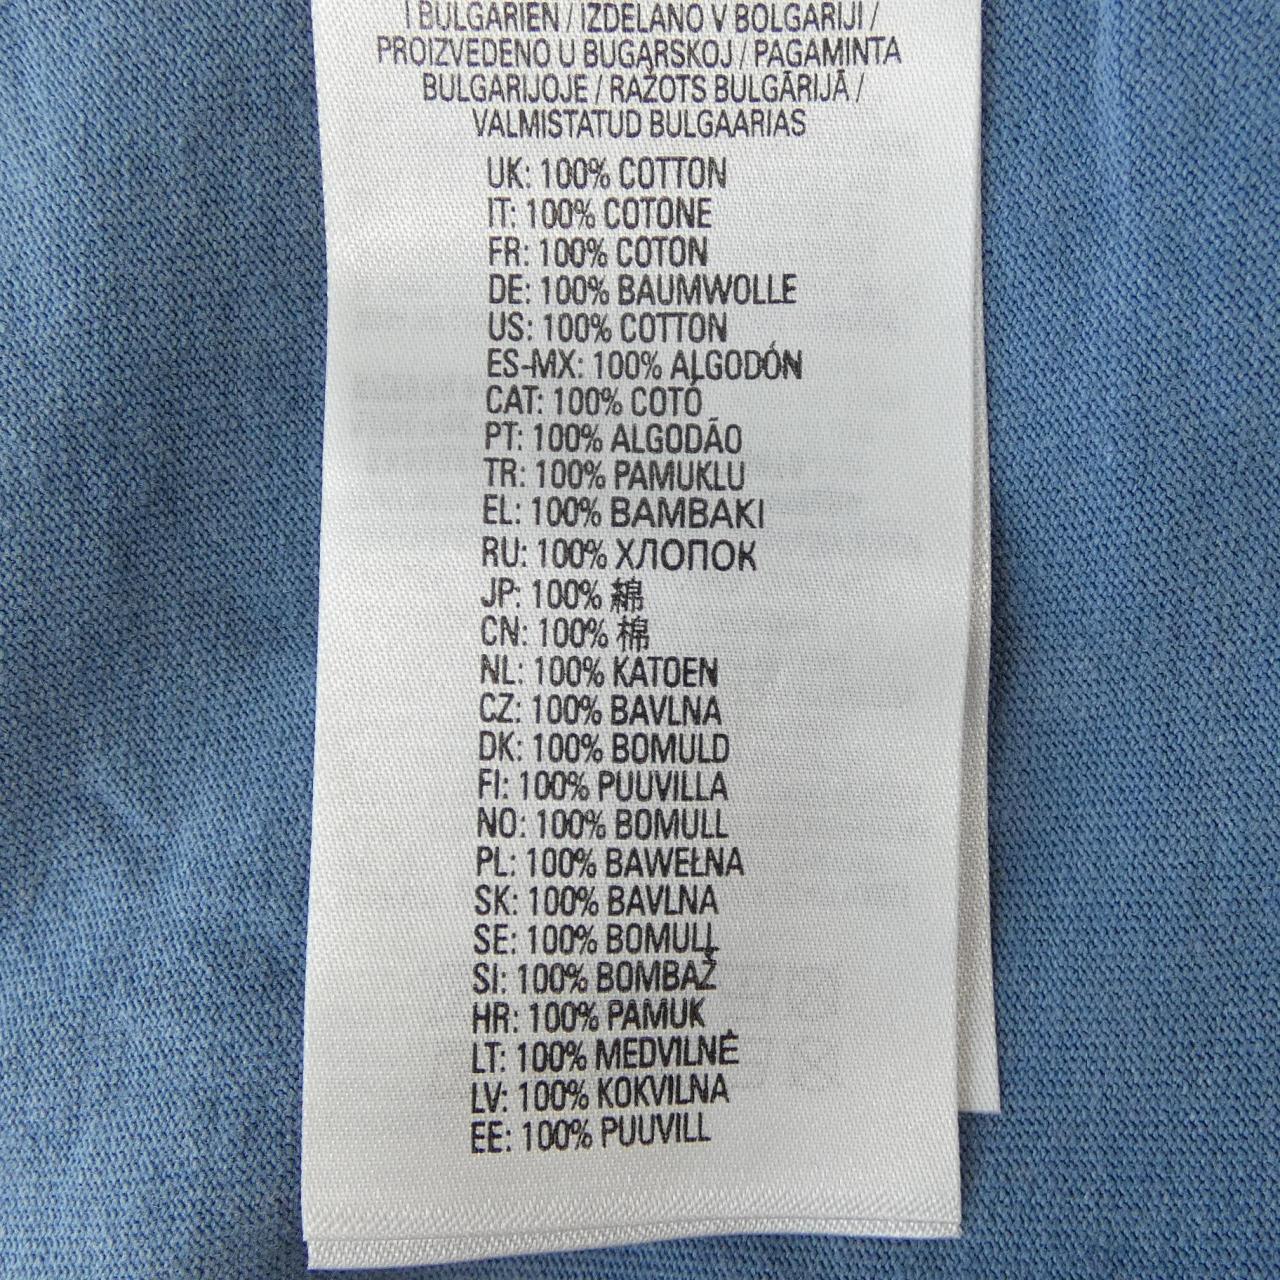 I BULGARIEN / IZDELANO V BOLGARIJI /
PROIZVEDENO U BUGARSKOJ / PAGAMINTA
BULGARIJOJE / RAŽOTS BULGĀRIJĀ /
VALMISTATUD BULGAARIAS
UK: 100% COTTON
IT: 100% COTONE
FR: 100% COTON
DE: 100% BAUMWOLLE
US: 100% COTTON
ES-MX: 100% ALGODÓN
CAT: 100% COTÓ
PT: 100% ALGODÃO
TR: 100% PAMUKLU
EL: 100% ΒΑΜΒΑΚΙ
RU: 100% ХЛОПОК
JP: 100% 綿
CN: 100% 棉
NL: 100% KATOEN
CZ: 100% BAVLNA
DK: 100% BOMULD
FI: 100% PUUVILLA
NO: 100% BOMULL
PL: 100% BAWEŁNA
SK: 100% BAVLNA
SE: 100% BOMULL
SI: 100% BOMBAŽ
HR: 100% PAMUK
LT: 100% MEDVILNĖ
LV: 100% KOKVILNA
EE: 100% PUUVILL